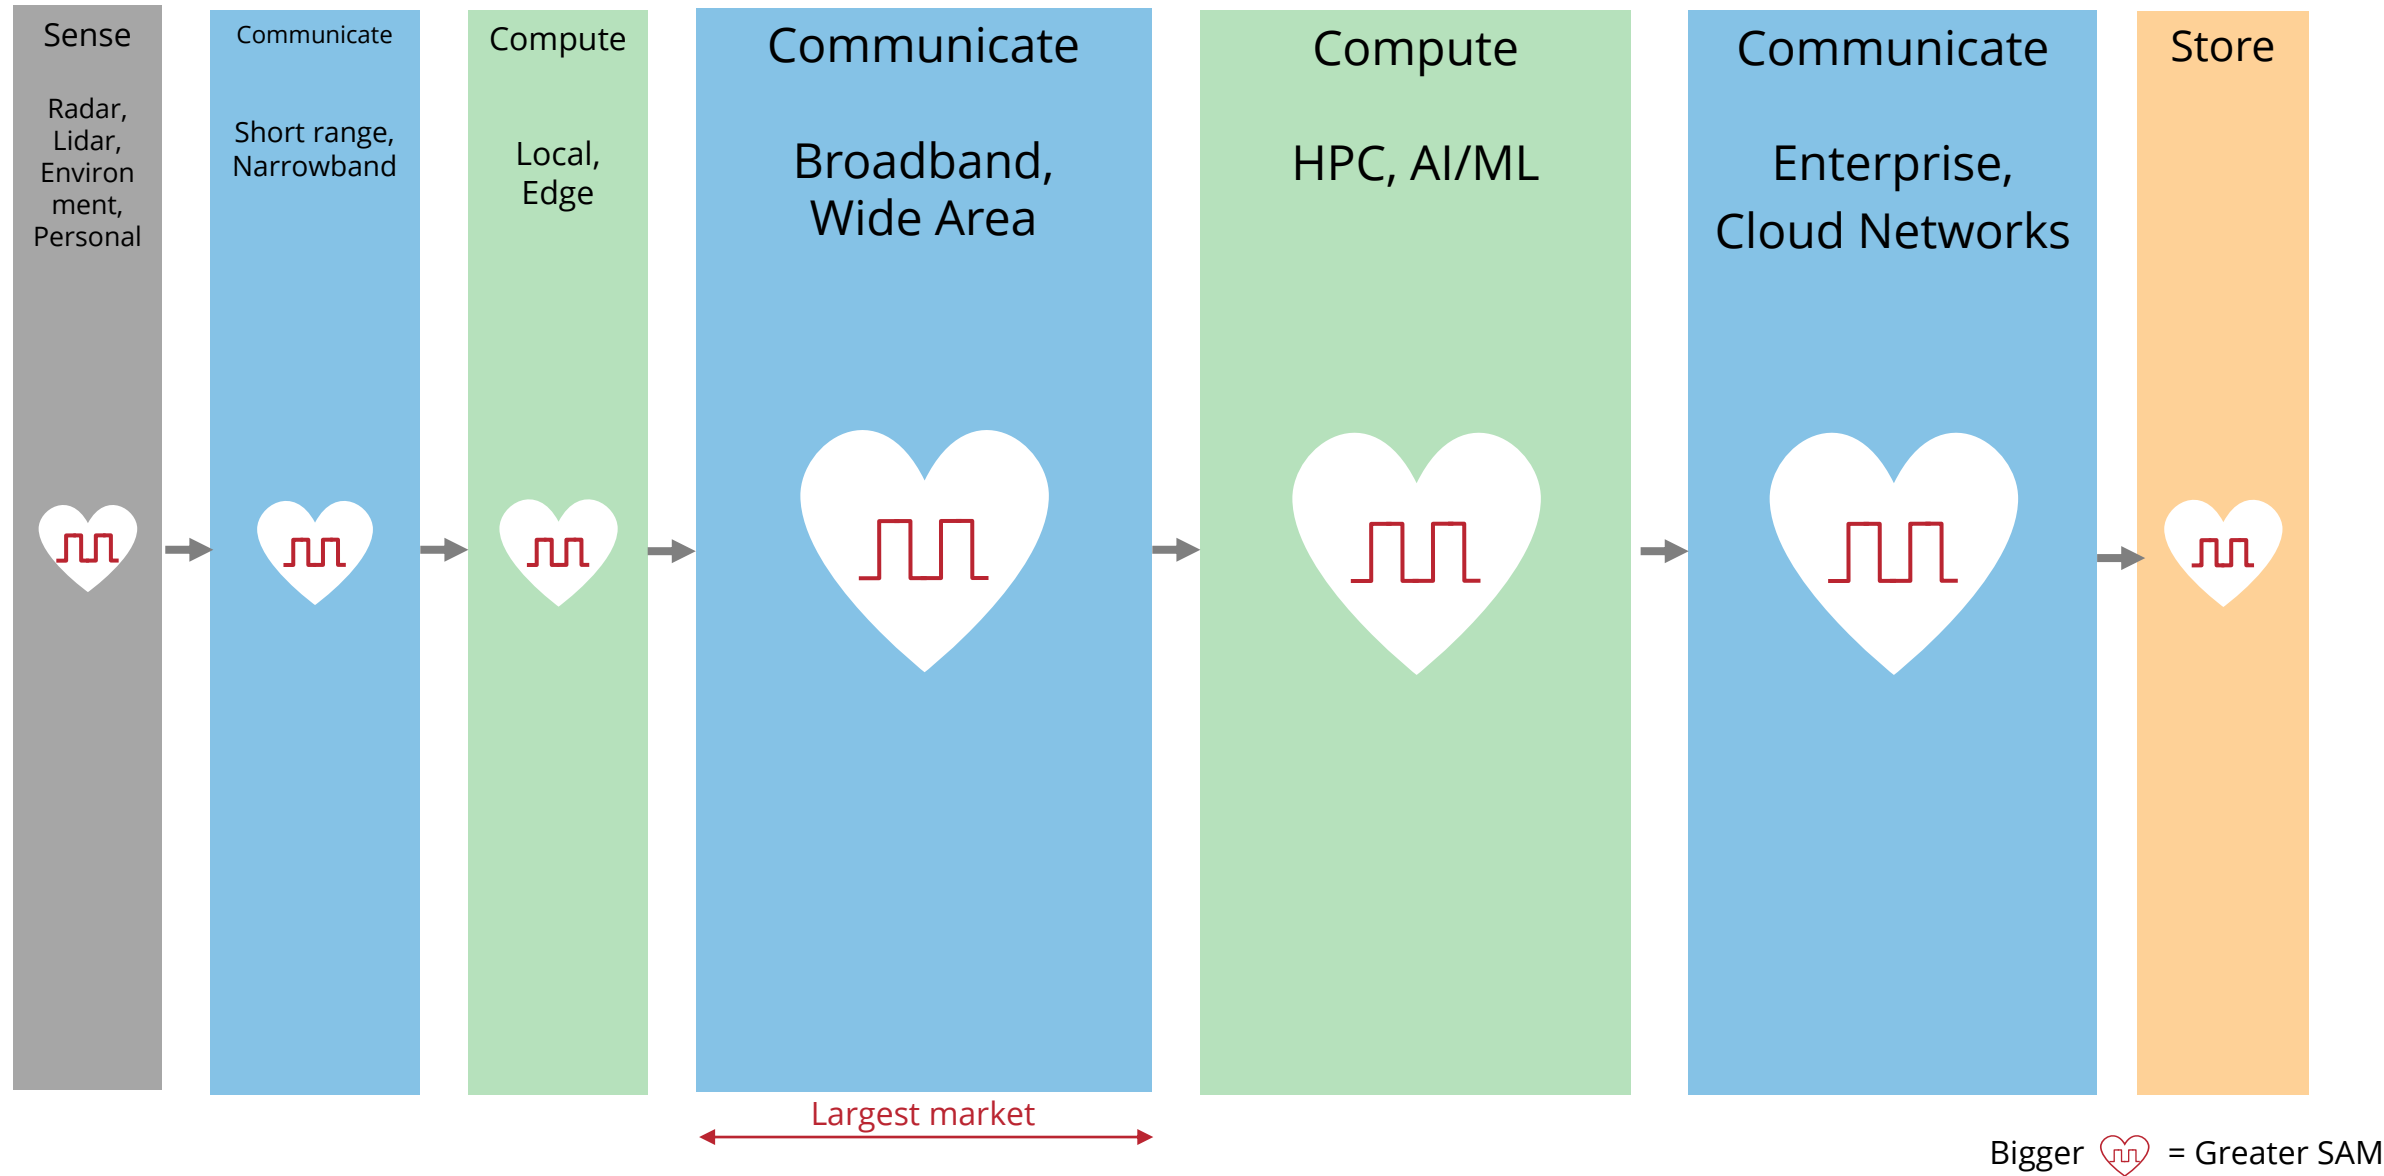 Sense
Radar,
Lidar,
Environ
ment,
Personal
Communicate
Short range,
Narrowband
Compute
Local,
Edge
Communicate
Broadband,
Wide Area
Compute
HPC, AI/ML
Communicate
Enterprise,
Cloud Networks
Store
Largest market
Bigger = Greater SAM